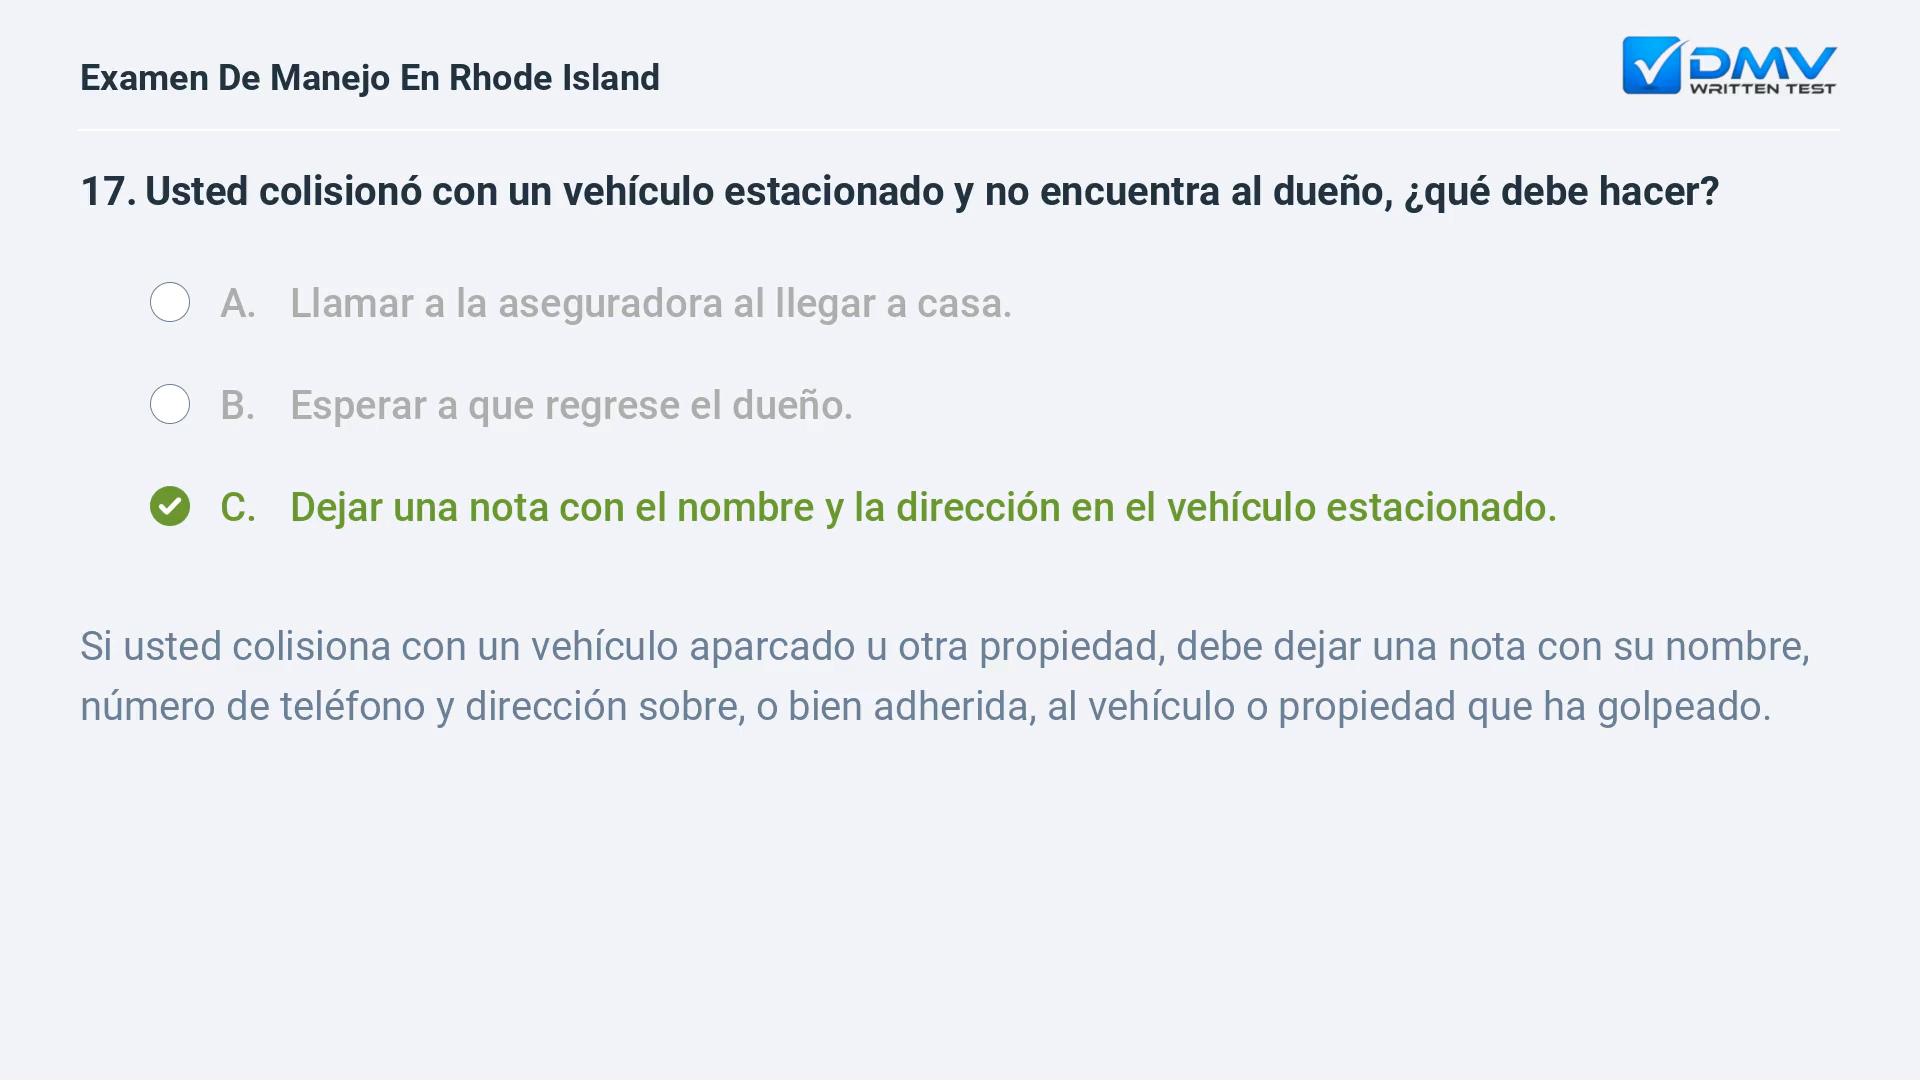 Examen De Manejo En Rhode Island
DMV
WRITTEN TEST
17. Usted colisionó con un vehículo estacionado y no encuentra al dueño, ¿qué debe hacer?
A. Llamar a la aseguradora al llegar a casa.
B. Esperar a que regrese el dueño.
C. Dejar una nota con el nombre y la dirección en el vehículo estacionado.
Si usted colisiona con un vehículo aparcado u otra propiedad, debe dejar una nota con su nombre,
número de teléfono y dirección sobre, o bien adherida, al vehículo o propiedad que ha golpeado.